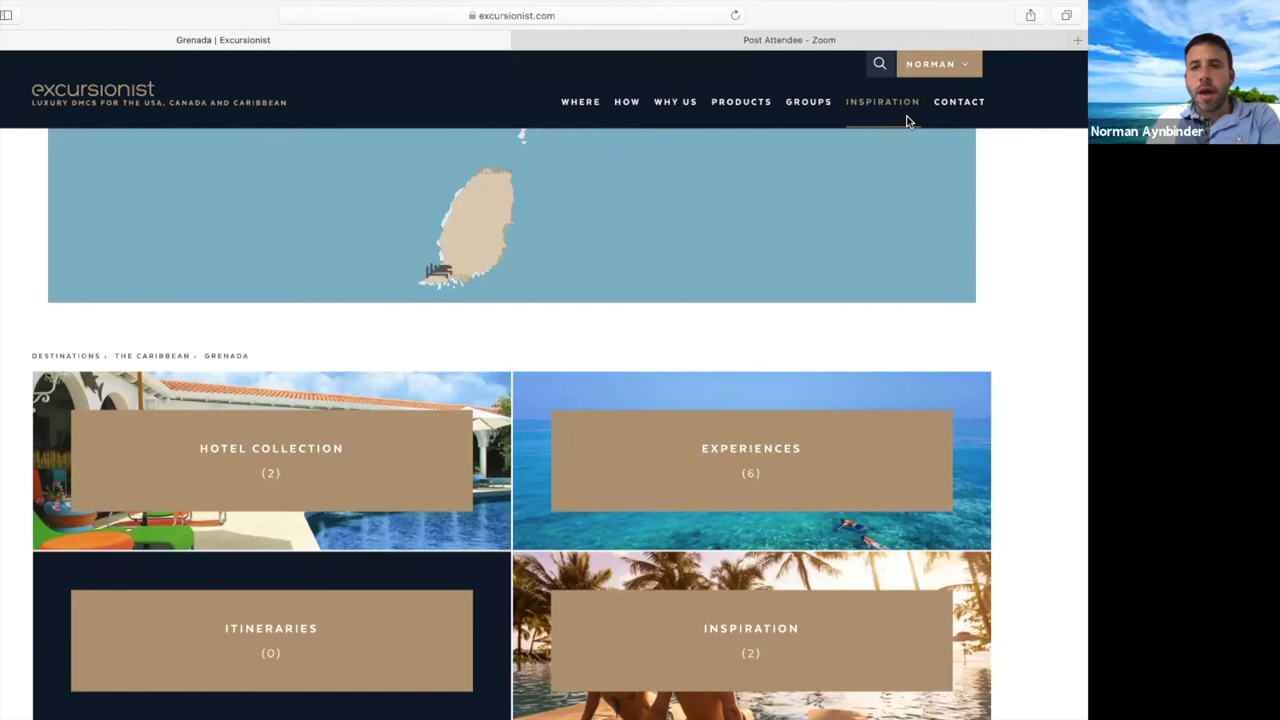 excursionist.com
Grenada | Excursionist
Post Attendee - Zoom
NORMAN
excursionist
LUXURY DMCS FOR THE USA, CANADA AND CARIBBEAN
WHERE HOW WHY US PRODUCTS GROUPS INSPIRATION CONTACT
Norman Aynbinder
DESTINATIONS › THE CARIBBEAN › GRENADA
HOTEL COLLECTION
(2)
EXPERIENCES
(6)
ITINERARIES
(0)
INSPIRATION
(2)